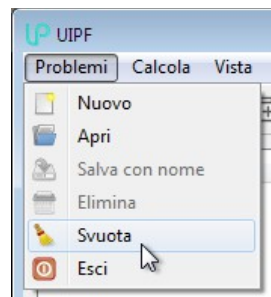 UIPF
Problemi Calcola Vista
Nuovo
Apri
Salva con nome
Elimina
Svuota
Esci